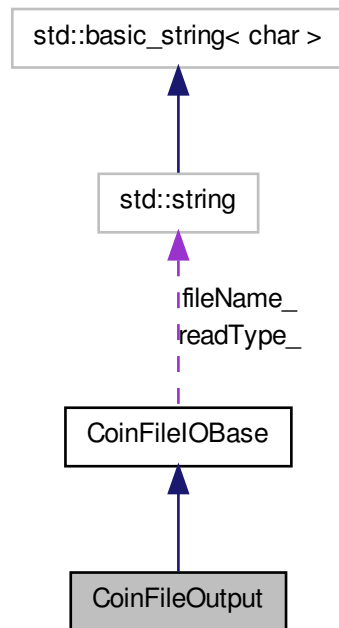 std::basic_string< char >
std::string
fileName_
readType_
CoinFileIOBase
CoinFileOutput